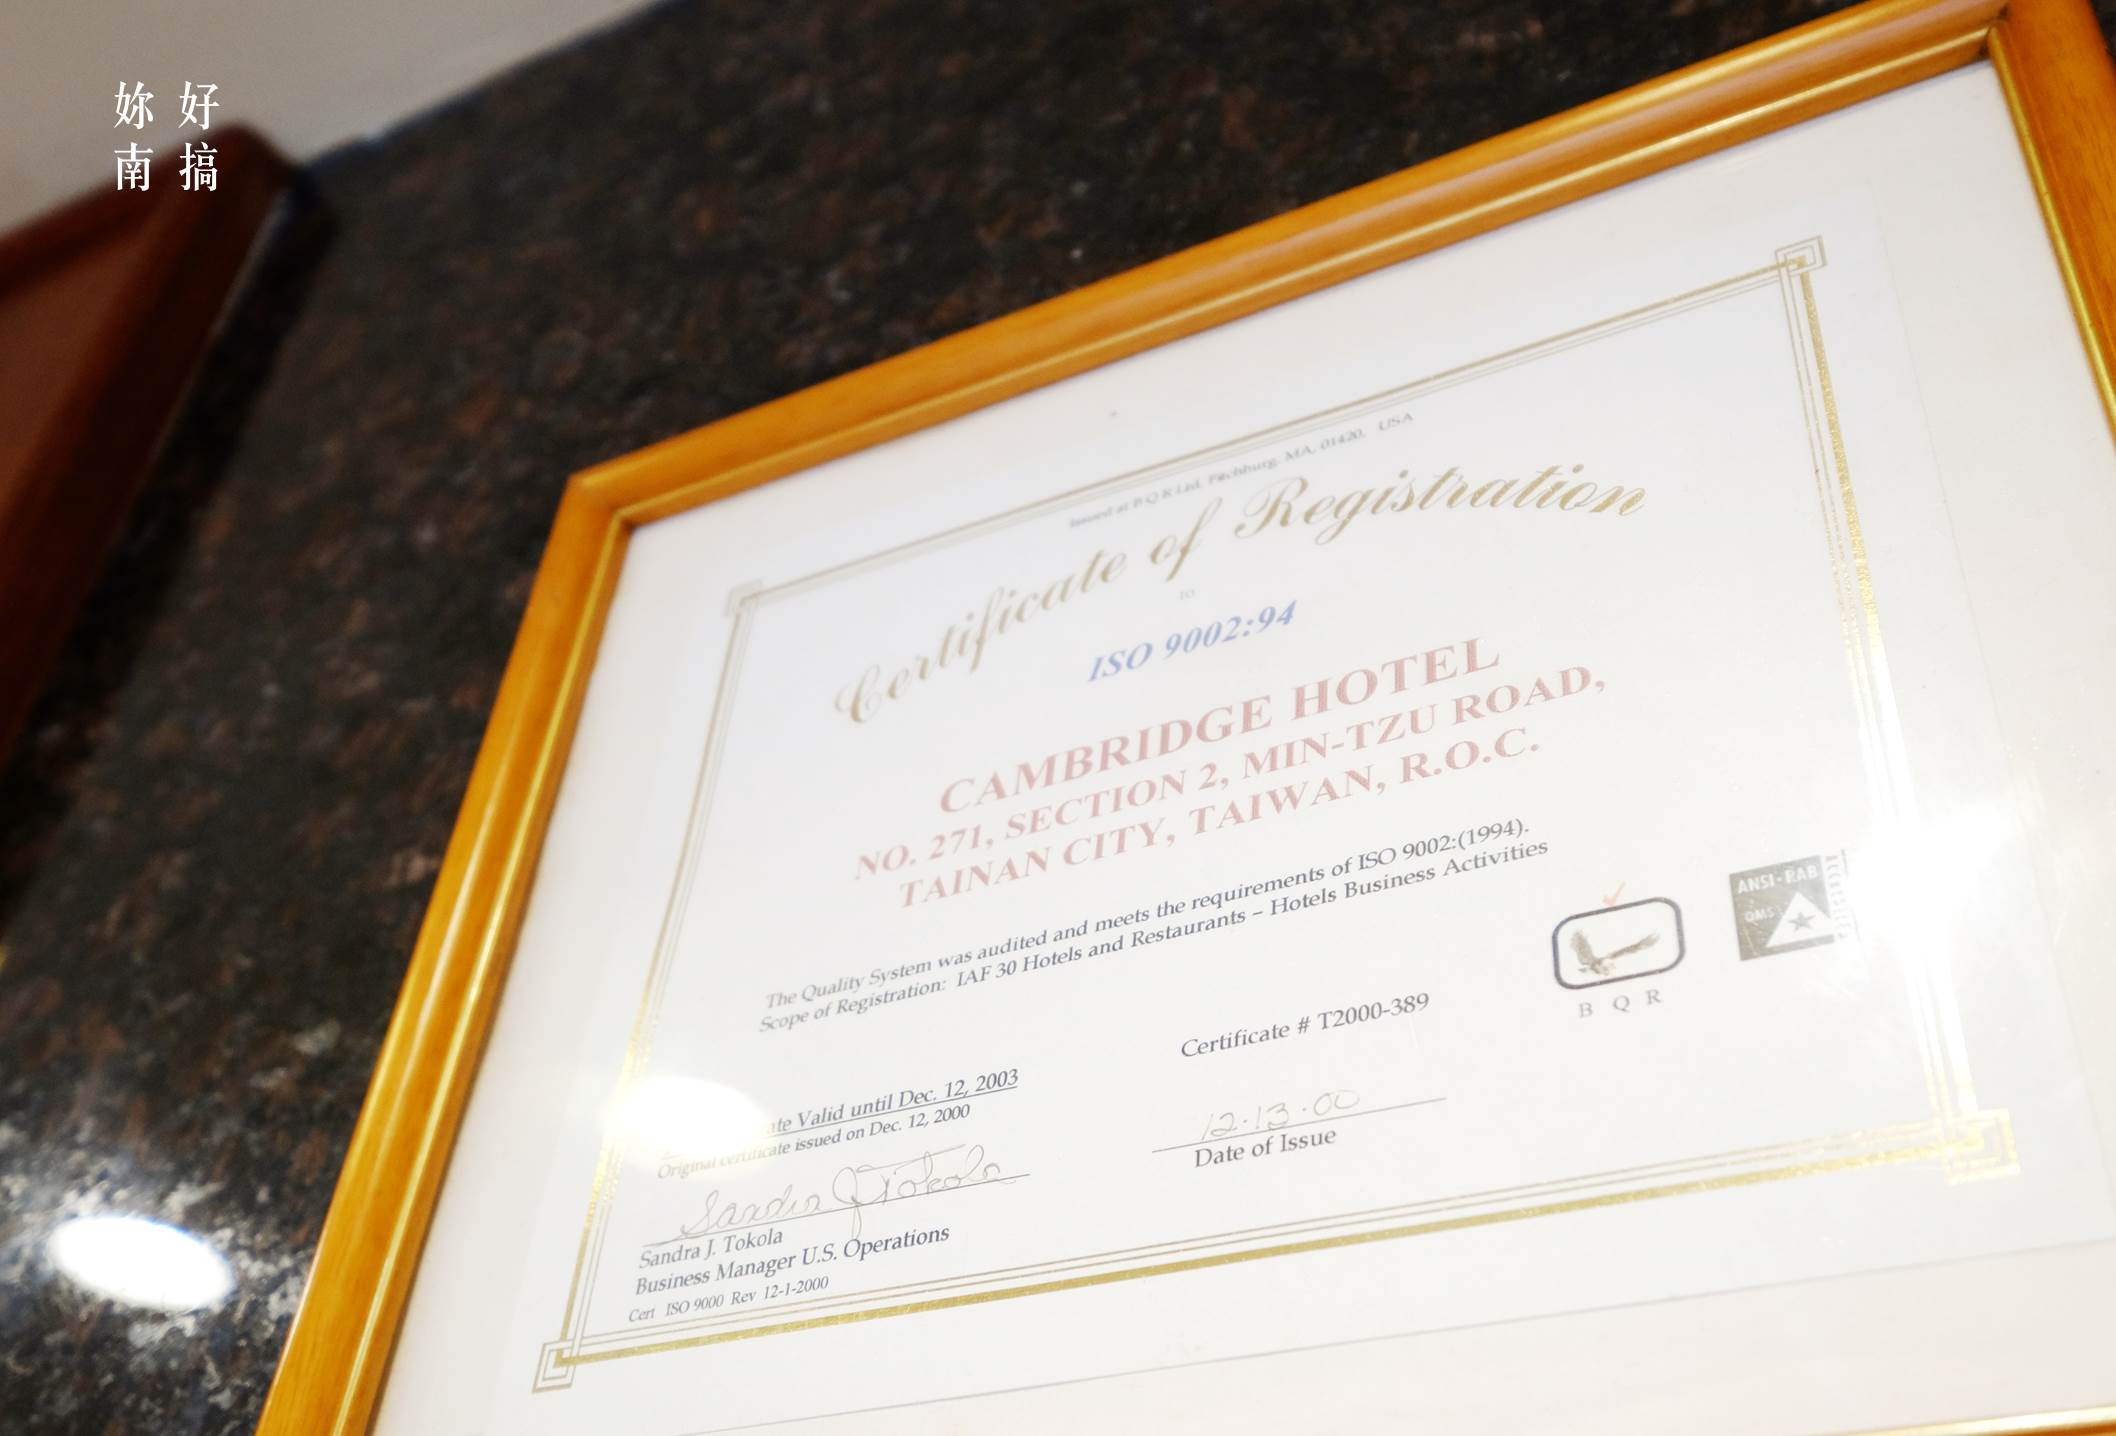 好搞
妳南
Issued at B Q R Ltd. Fitchburg, MA, 01420, USA
Certificate of Registration
TO
ISO 9002:94
CAMBRIDGE HOTEL
NO. 271, SECTION 2, MIN-TZU ROAD,
TAINAN CITY, TAIWAN, R.O.C.
The Quality System was audited and meets the requirements of ISO 9002:(1994).
Scope of Registration: IAF 30 Hotels and Restaurants – Hotels Business Activities
ANSI-RAB
QMS
B Q R
Certificate # T2000-389
Valid until Dec. 12, 2003
Original certificate issued on Dec. 12, 2000
12·13·00
Date of Issue
Sandra J Tokola
Sandra J. Tokola
Business Manager U.S. Operations
Cert ISO 9000 Rev 12-1-2000